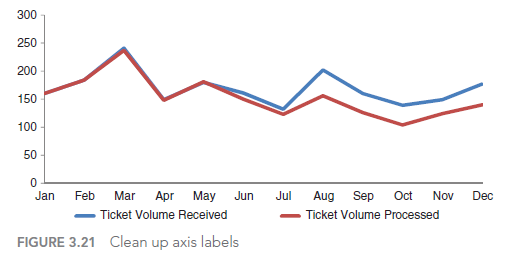 300
250
200
150
100
50
0
Jan Feb Mar Apr May Jun Jul Aug Sep Oct Nov Dec
Ticket Volume Received Ticket Volume Processed
FIGURE 3.21 Clean up axis labels